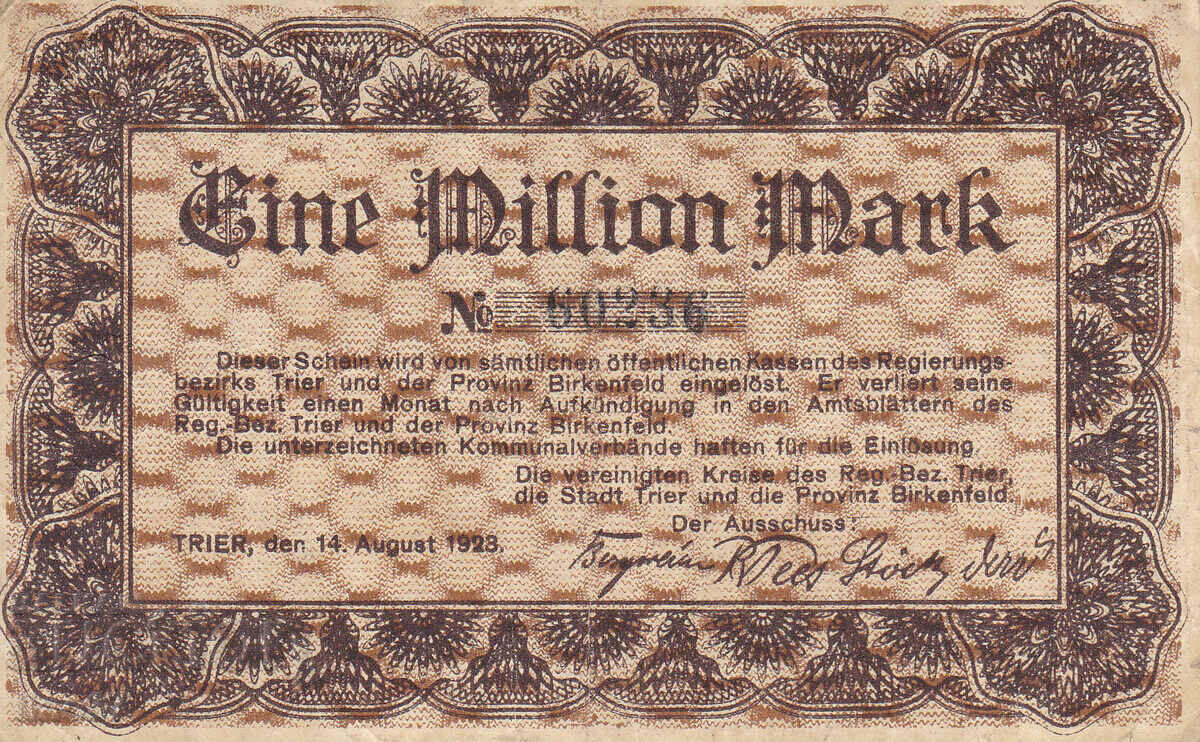 Eine Million Mark
No 60236
Dieser Schein wird von sämtlichen öffentlichen Kassen des Regierungs-
bezirks Trier und der Provinz Birkenfeld eingelöst. Er verliert seine
Gültigkeit einen Monat nach Aufkündigung in den Amtsblättern des
Reg.-Bez. Trier und der Provinz Birkenfeld.
Die unterzeichneten Kommunalverbände haften für die Einlösung.
Die vereinigten Kreise des Reg.-Bez. Trier,
die Stadt Trier und die Provinz Birkenfeld.
Der Ausschuss:
TRIER, den 14. August 1923.